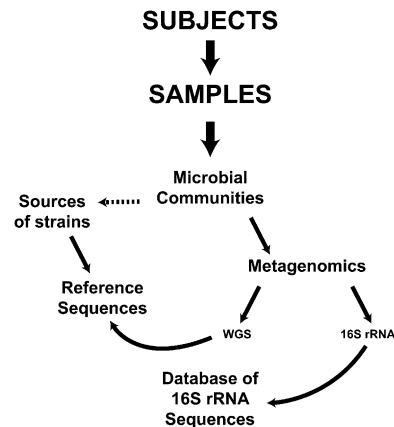 SUBJECTS
SAMPLES
Microbial
Communities
Sources
of strains
Metagenomics
Reference
Sequences
WGS
16S rRNA
Database of
16S rRNA
Sequences